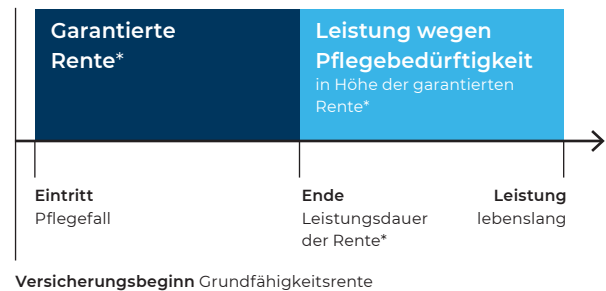 Garantierte
Rente*
Leistung wegen
Pflegebedürftigkeit
in Höhe der garantierten
Rente*
Eintritt
Pflegefall
Ende
Leistungsdauer
der Rente*
Leistung
lebenslang
Versicherungsbeginn Grundfähigkeitsrente